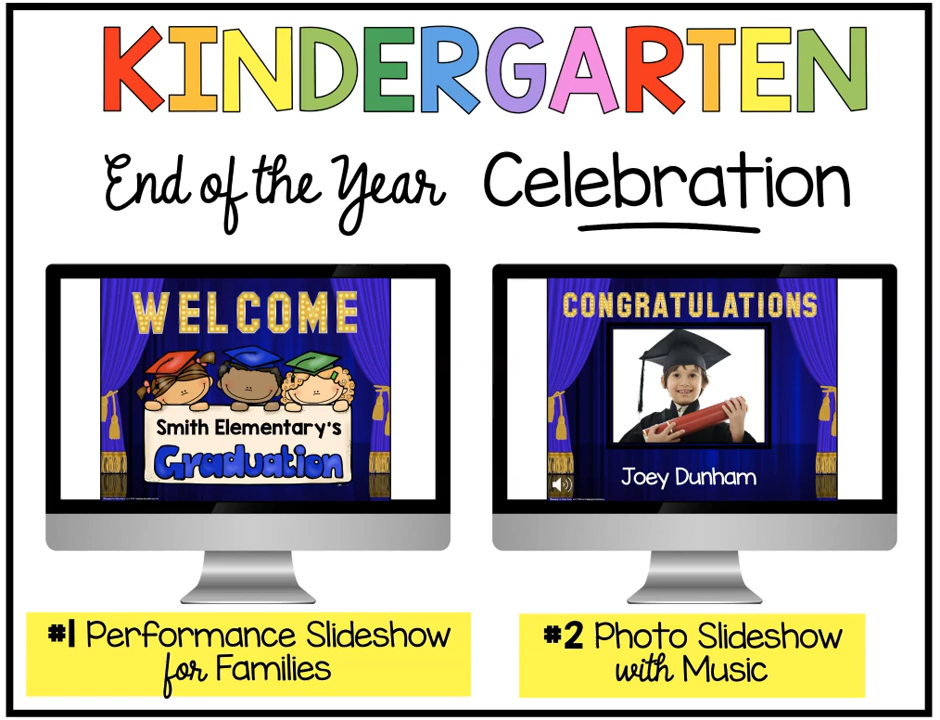 KINDERGARTEN
End of the Year Celebration
WELCOME
Smith Elementary's
Graduation
CONGRATULATIONS
Joey Dunham
#1 Performance Slideshow
for Families
#2 Photo Slideshow
with Music